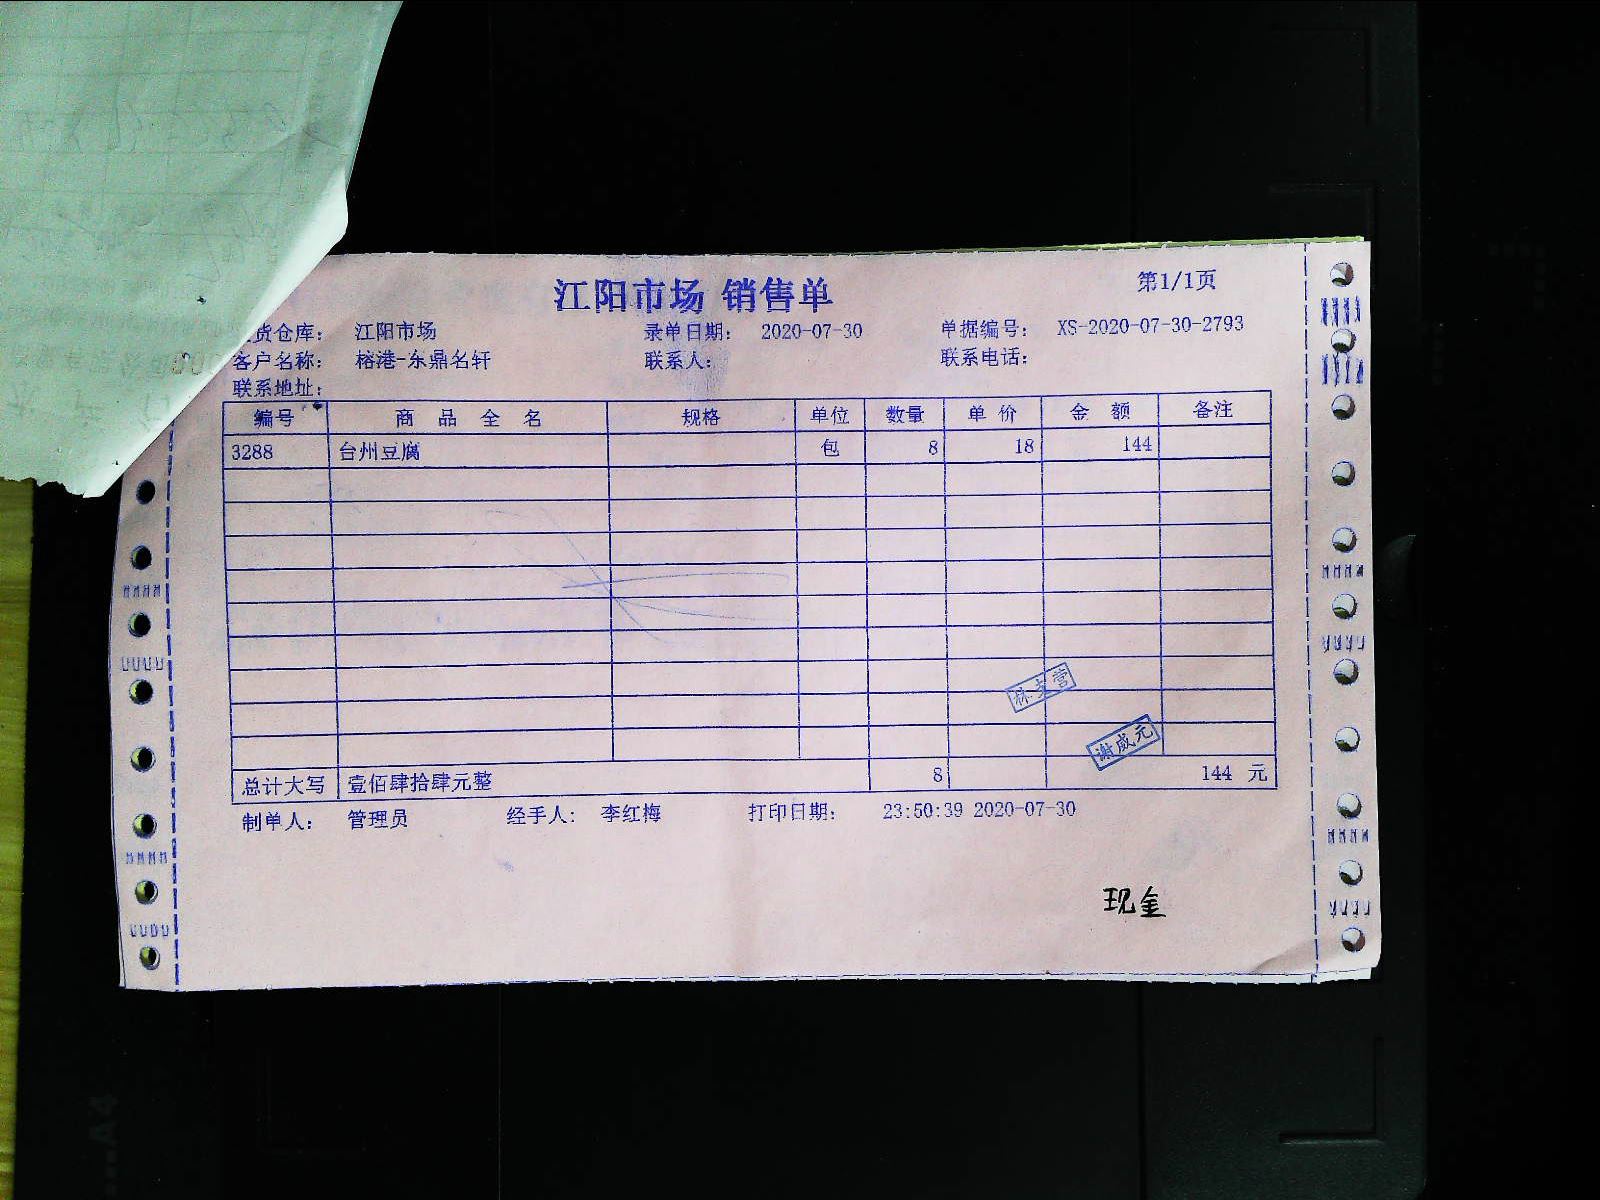 江阳市场 销售单
第1/1页
货仓库： 江阳市场 录单日期： 2020-07-30 单据编号： XS-2020-07-30-2793
客户名称： 榕港-东鼎名轩 联系人： 联系电话：
联系地址：
编号 商品全名 规格 单位 数量 单价 金额 备注
3288 台州豆腐 包 8 18 144
谢威元
总计大写 壹佰肆拾肆元整 8 144 元
制单人： 管理员 经手人： 李红梅 打印日期： 23:50:39 2020-07-30
现金